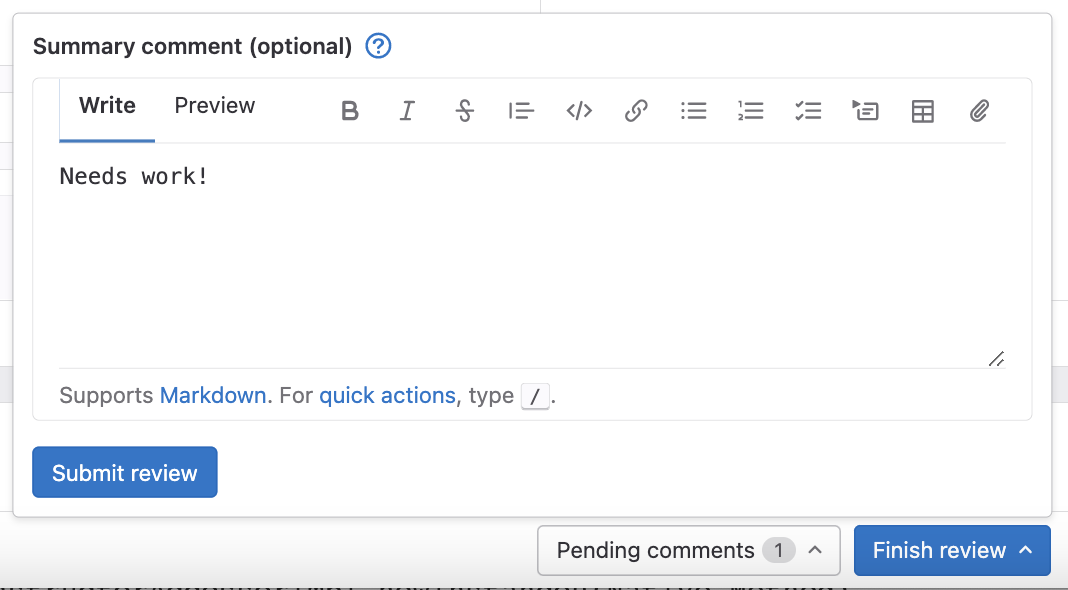 Summary comment (optional)
Write Preview
Needs work!
Supports Markdown. For quick actions, type /.
Submit review
Pending comments 1
Finish review